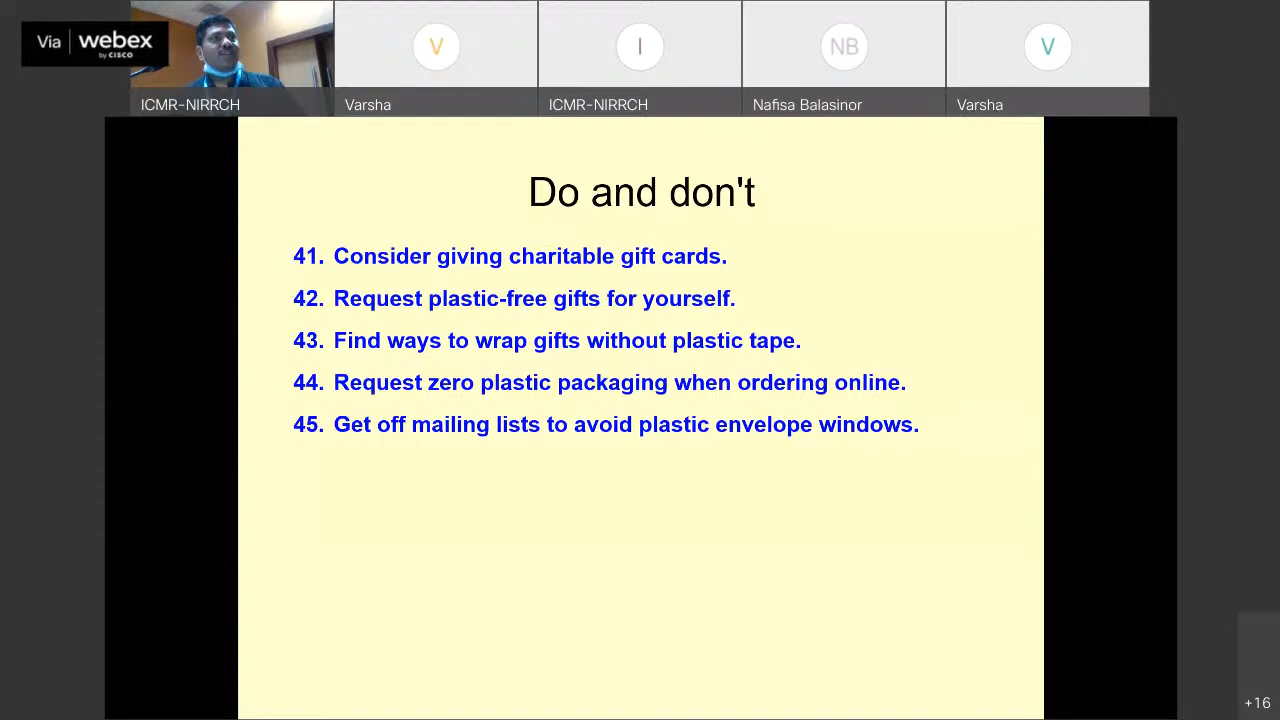 Via webex
by CISCO
V
I
NB
V
ICMR-NIRRCH
Varsha
ICMR-NIRRCH
Nafisa Balasinor
Varsha
Do and don't
41. Consider giving charitable gift cards.
42. Request plastic-free gifts for yourself.
43. Find ways to wrap gifts without plastic tape.
44. Request zero plastic packaging when ordering online.
45. Get off mailing lists to avoid plastic envelope windows.
+16